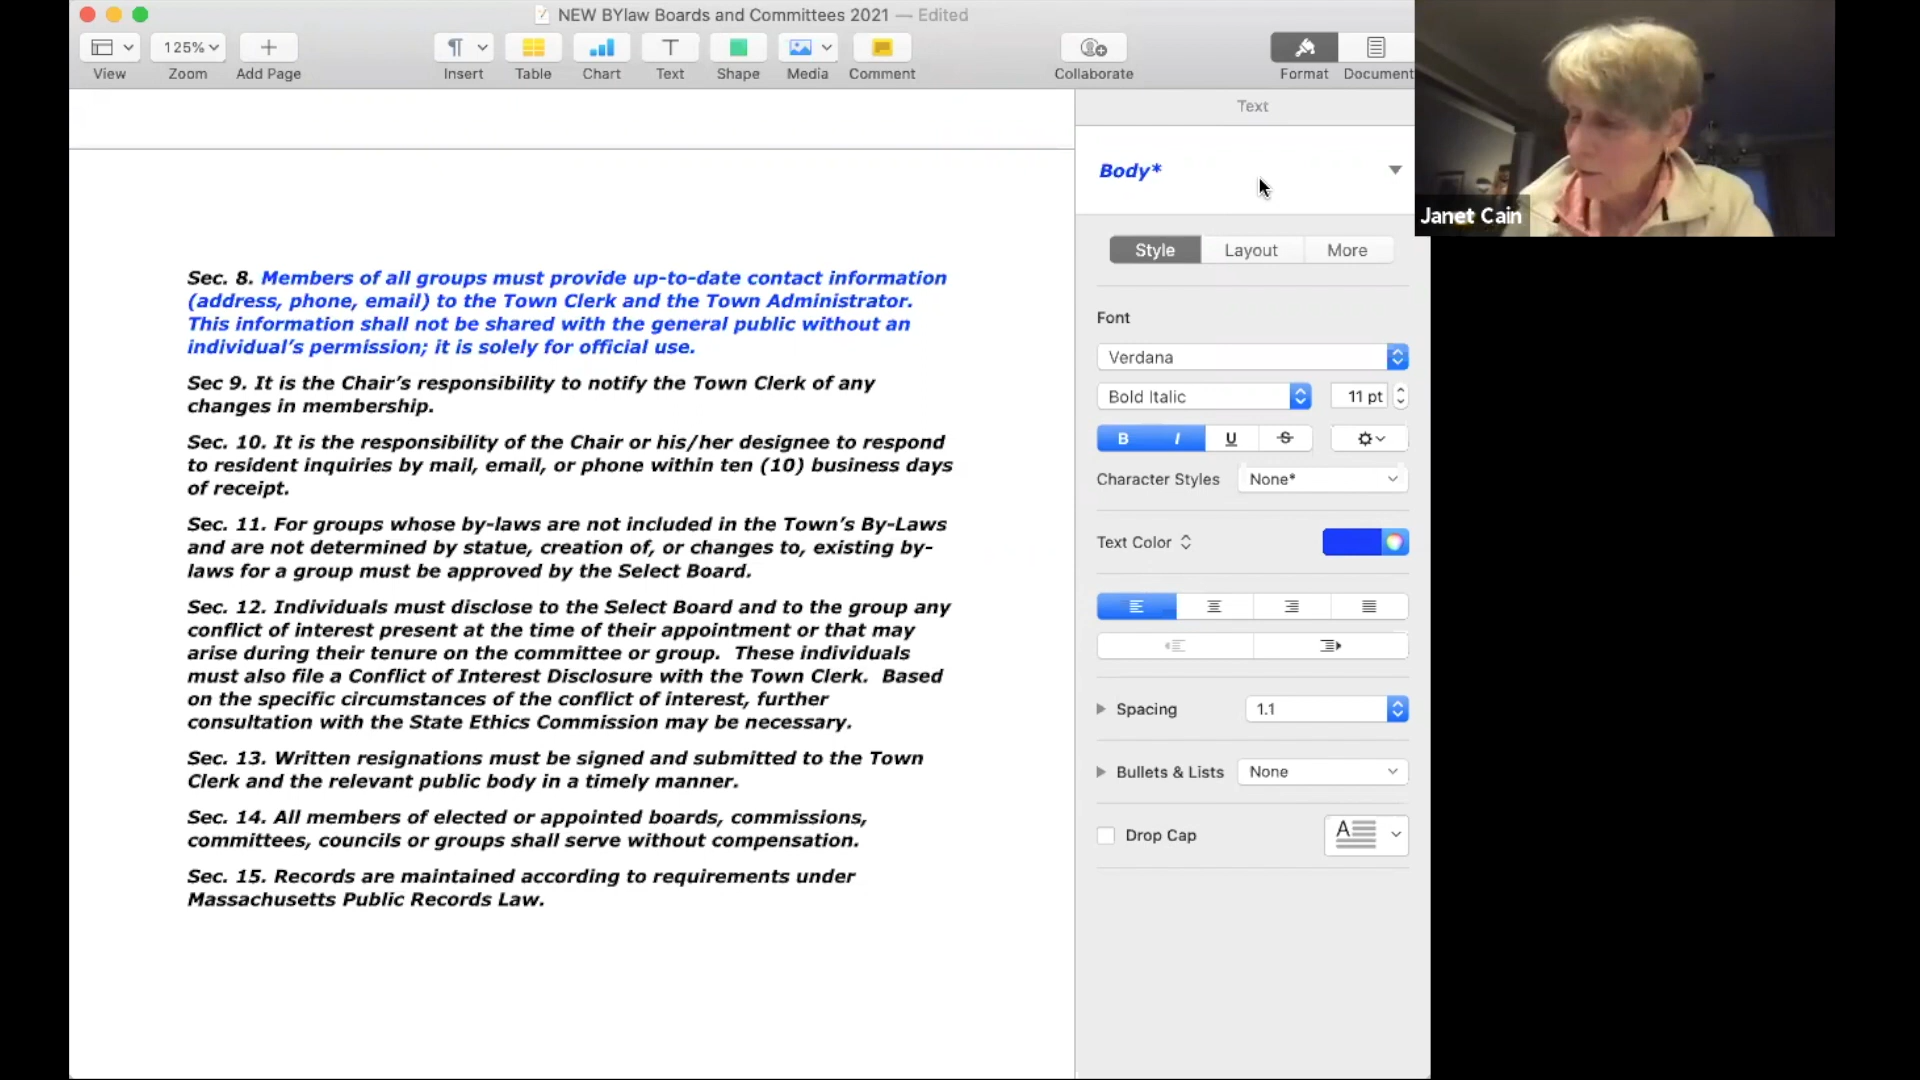 NEW BYlaw Boards and Committees 2021 — Edited
125%
View
Zoom
Add Page
Insert
Table
Chart
Text
Shape
Media
Comment
Collaborate
Format
Document
Text
Body*
Janet Cain
Style
Layout
More
Font
Verdana
Bold Italic
11 pt
B I U S
Character Styles
None*
Text Color
Spacing
1.1
Bullets & Lists
None
Drop Cap
A
Sec. 8. Members of all groups must provide up-to-date contact information
(address, phone, email) to the Town Clerk and the Town Administrator.
This information shall not be shared with the general public without an
individual’s permission; it is solely for official use.
Sec 9. It is the Chair’s responsibility to notify the Town Clerk of any
changes in membership.
Sec. 10. It is the responsibility of the Chair or his/her designee to respond
to resident inquiries by mail, email, or phone within ten (10) business days
of receipt.
Sec. 11. For groups whose by-laws are not included in the Town’s By-Laws
and are not determined by statue, creation of, or changes to, existing by-
laws for a group must be approved by the Select Board.
Sec. 12. Individuals must disclose to the Select Board and to the group any
conflict of interest present at the time of their appointment or that may
arise during their tenure on the committee or group. These individuals
must also file a Conflict of Interest Disclosure with the Town Clerk. Based
on the specific circumstances of the conflict of interest, further
consultation with the State Ethics Commission may be necessary.
Sec. 13. Written resignations must be signed and submitted to the Town
Clerk and the relevant public body in a timely manner.
Sec. 14. All members of elected or appointed boards, commissions,
committees, councils or groups shall serve without compensation.
Sec. 15. Records are maintained according to requirements under
Massachusetts Public Records Law.